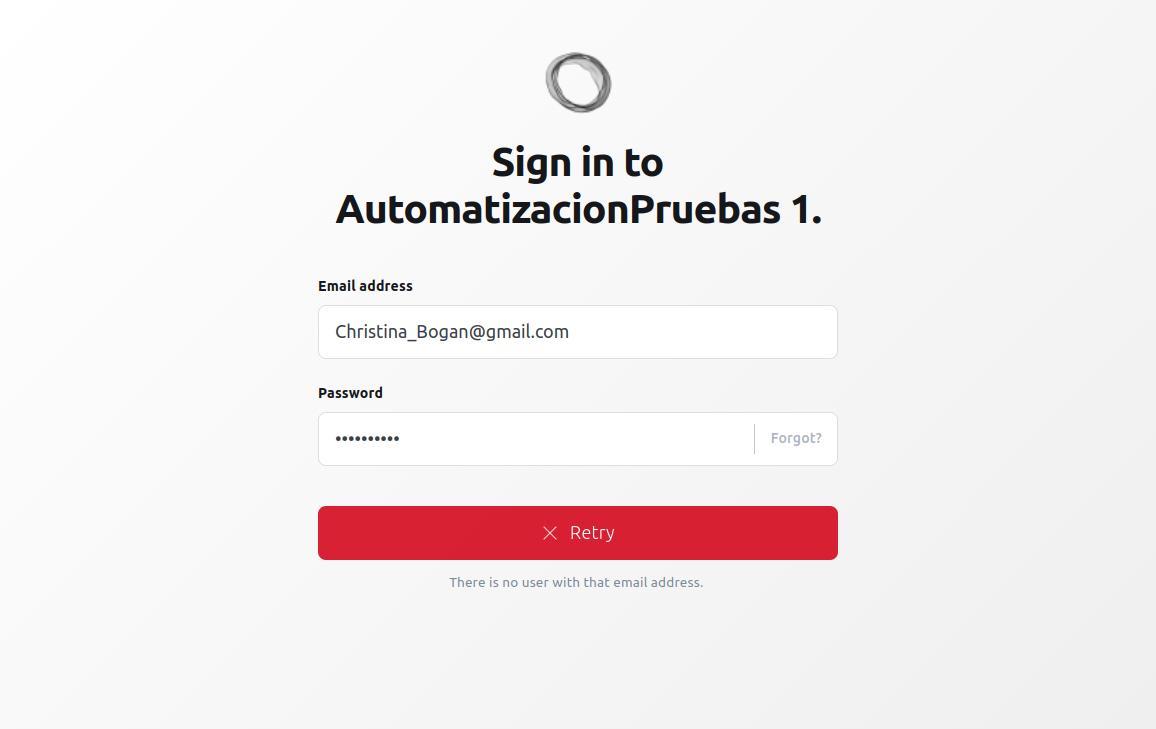 Sign in to
AutomatizacionPruebas 1.
Email address
Christina_Bogan@gmail.com
Password
••••••••••
Forgot?
Retry
There is no user with that email address.